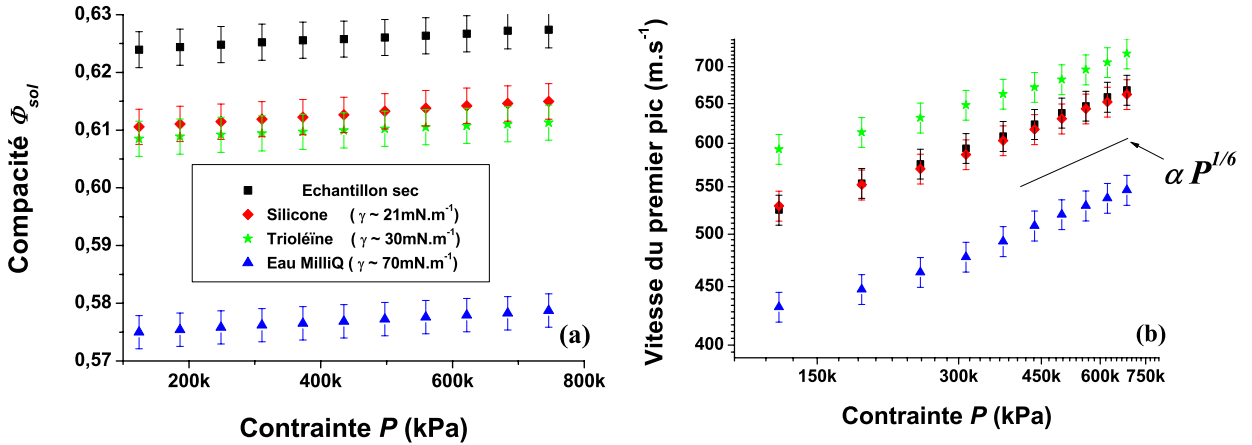 Compacité Φsol
0,63
0,62
0,61
0,60
0,59
0,58
0,57
Echantillon sec
Silicone ( γ ~ 21mN.m-1)
Trioléïne ( γ ~ 30mN.m-1)
Eau MilliQ ( γ ~ 70mN.m-1)
(a)
200k 400k 600k 800k
Contrainte P (kPa)
Vitesse du premier pic (m.s-1)
700
650
600
550
500
450
400
α P1/6
(b)
150k 300k 450k 600k 750k
Contrainte P (kPa)